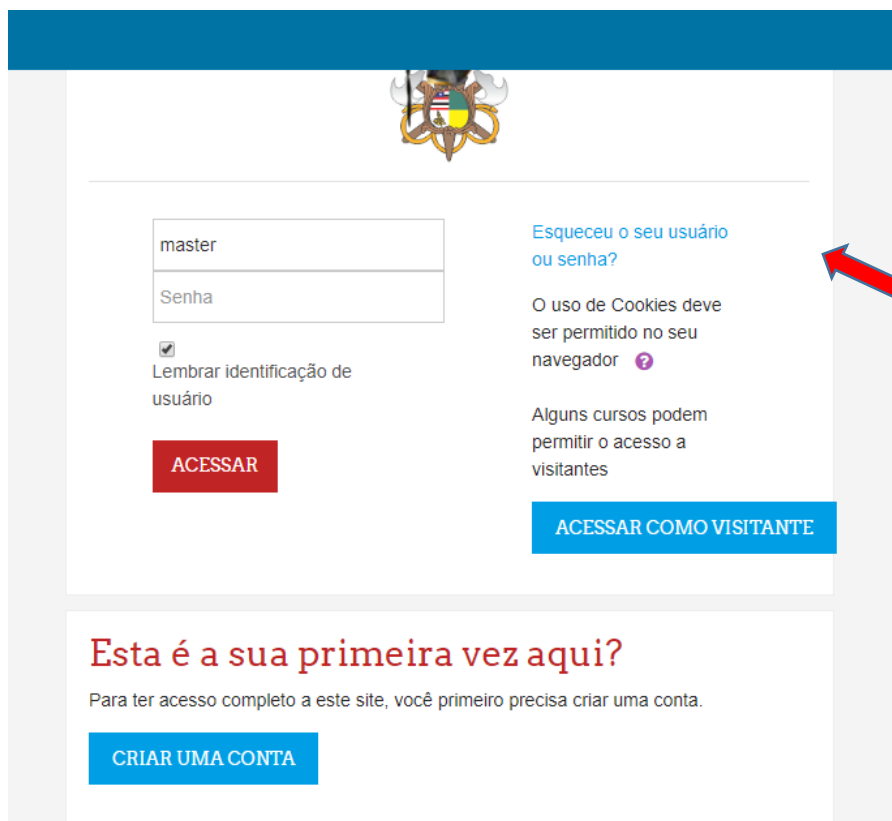 master
Senha
Lembrar identificação de
usuário
ACESSAR
Esqueceu o seu usuário
ou senha?
O uso de Cookies deve
ser permitido no seu
navegador ?
Alguns cursos podem
permitir o acesso a
visitantes
ACESSAR COMO VISITANTE
Esta é a sua primeira vez aqui?
Para ter acesso completo a este site, você primeiro precisa criar uma conta.
CRIAR UMA CONTA